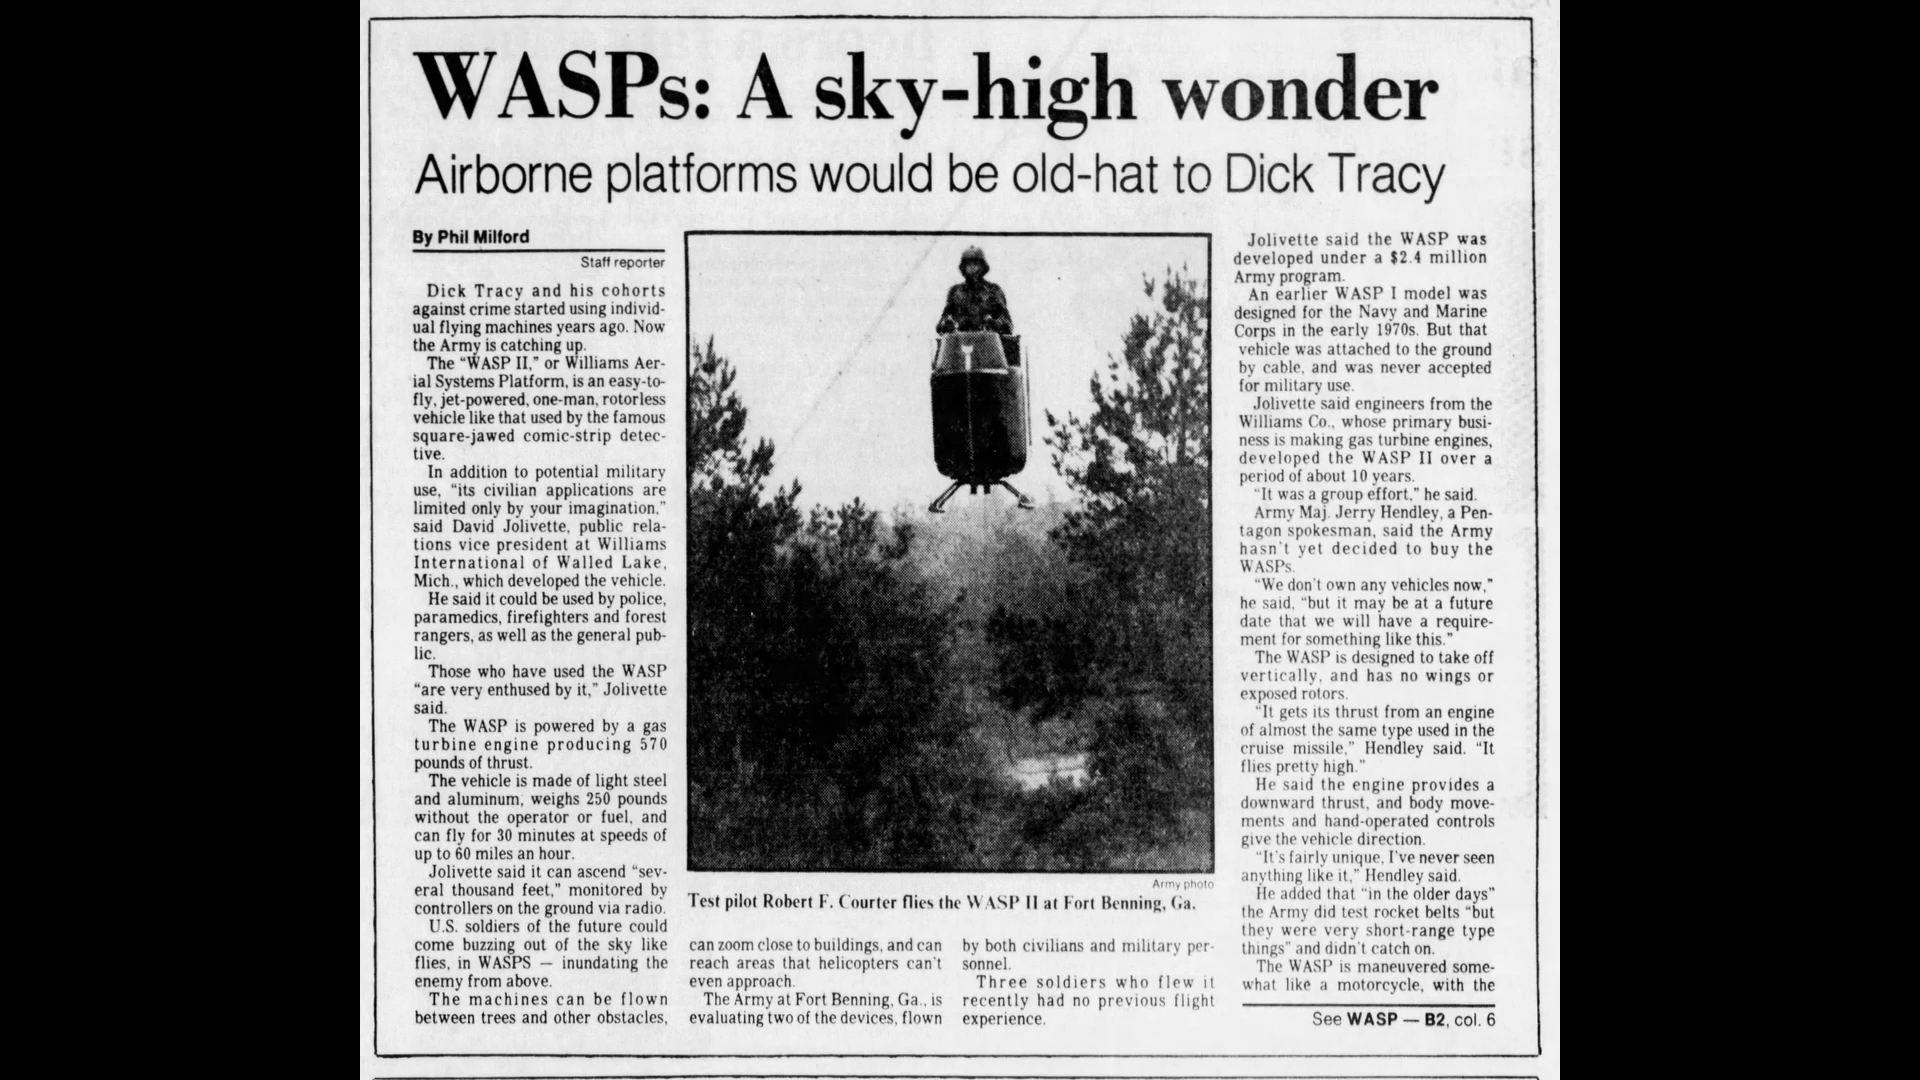 WASPs: A sky-high wonder
Airborne platforms would be old-hat to Dick Tracy
By Phil Milford
Staff reporter
Dick Tracy and his cohorts
against crime started using individ-
ual flying machines years ago. Now
the Army is catching up.
The “WASP II,” or Williams Aer-
ial Systems Platform, is an easy-to-
fly, jet-powered, one-man, rotorless
vehicle like that used by the famous
square-jawed comic-strip detec-
tive.
In addition to potential military
use, “its civilian applications are
limited only by your imagination,”
said David Jolivette, public rela-
tions vice president at Williams
International of Walled Lake,
Mich., which developed the vehicle.
He said it could be used by police,
paramedics, firefighters and forest
rangers, as well as the general pub-
lic.
Those who have used the WASP
“are very enthused by it,” Jolivette
said.
The WASP is powered by a gas
turbine engine producing 570
pounds of thrust.
The vehicle is made of light steel
and aluminum, weighs 250 pounds
without the operator or fuel, and
can fly for 30 minutes at speeds of
up to 60 miles an hour.
Jolivette said it can ascend “sev-
eral thousand feet,” monitored by
controllers on the ground via radio.
U.S. soldiers of the future could
come buzzing out of the sky like
flies, in WASPS — inundating the
enemy from above.
The machines can be flown
between trees and other obstacles,
Army photo
Test pilot Robert F. Courter flies the WASP II at Fort Benning, Ga.
can zoom close to buildings, and can
reach areas that helicopters can't
even approach.
The Army at Fort Benning, Ga., is
evaluating two of the devices, flown
by both civilians and military per-
sonnel.
Three soldiers who flew it
recently had no previous flight
experience.
Jolivette said the WASP was
developed under a $2.4 million
Army program.
An earlier WASP I model was
designed for the Navy and Marine
Corps in the early 1970s. But that
vehicle was attached to the ground
by cable, and was never accepted
for military use.
Jolivette said engineers from the
Williams Co., whose primary busi-
ness is making gas turbine engines,
developed the WASP II over a
period of about 10 years.
“It was a group effort,” he said.
Army Maj. Jerry Hendley, a Pen-
tagon spokesman, said the Army
hasn't yet decided to buy the
WASPs.
“We don't own any vehicles now,”
he said, “but it may be at a future
date that we will have a require-
ment for something like this.”
The WASP is designed to take off
vertically, and has no wings or
exposed rotors.
“It gets its thrust from an engine
of almost the same type used in the
cruise missile,” Hendley said. “It
flies pretty high.”
He said the engine provides a
downward thrust, and body move-
ments and hand-operated controls
give the vehicle direction.
“It's fairly unique, I've never seen
anything like it,” Hendley said.
He added that “in the older days”
the Army did test rocket belts “but
they were very short-range type
things” and didn't catch on.
The WASP is maneuvered some-
what like a motorcycle, with the
See WASP — B2, col. 6